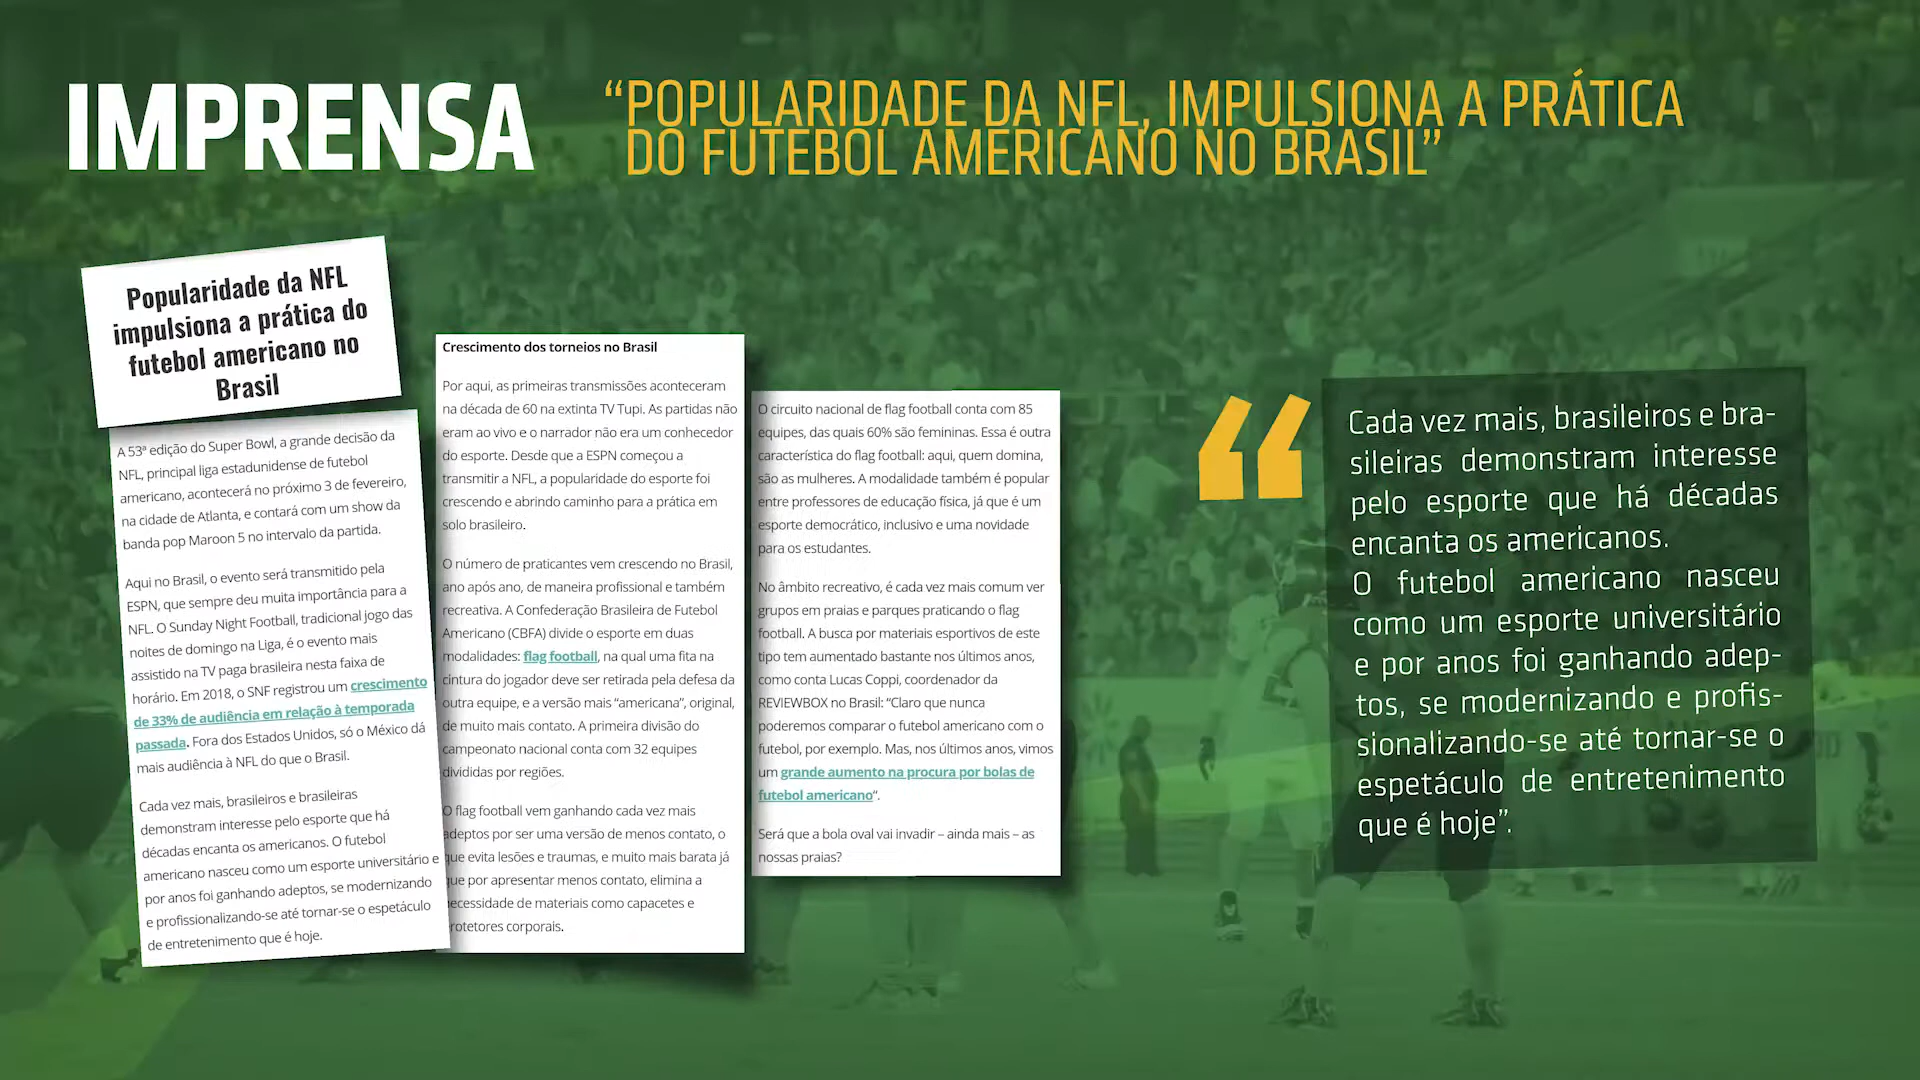 IMPRENSA
“POPULARIDADE DA NFL, IMPULSIONA A PRÁTICA
DO FUTEBOL AMERICANO NO BRASIL”
Popularidade da NFL
impulsiona a prática do
futebol americano no
Brasil
A 53ª edição do Super Bowl, a grande decisão da
NFL, principal liga estadunidense de futebol
americano, acontecerá no próximo 3 de fevereiro,
na cidade de Atlanta, e contará com um show da
banda pop Maroon 5 no intervalo da partida.
Aqui no Brasil, o evento será transmitido pela
ESPN, que sempre deu muita importância para a
NFL. O Sunday Night Football, tradicional jogo das
noites de domingo na Liga, é o evento mais
assistido na TV paga brasileira nesta faixa de
horário. Em 2018, o SNF registrou um crescimento
de 33% de audiência em relação à temporada
passada. Fora dos Estados Unidos, só o México dá
mais audiência à NFL do que o Brasil.
Cada vez mais, brasileiros e brasileiras
demonstram interesse pelo esporte que há
décadas encanta os americanos. O futebol
americano nasceu como um esporte universitário e
por anos foi ganhando adeptos, se modernizando
e profissionalizando-se até tornar-se o espetáculo
de entretenimento que é hoje.
Crescimento dos torneios no Brasil
Por aqui, as primeiras transmissões aconteceram
na década de 60 na extinta TV Tupi. As partidas não
eram ao vivo e o narrador não era um conhecedor
do esporte. Desde que a ESPN começou a
transmitir a NFL, a popularidade do esporte foi
crescendo e abrindo caminho para a prática em
solo brasileiro.
O número de praticantes vem crescendo no Brasil,
ano após ano, de maneira profissional e também
recreativa. A Confederação Brasileira de Futebol
Americano (CBFA) divide o esporte em duas
modalidades: flag football, na qual uma fita na
cintura do jogador deve ser retirada pela defesa da
outra equipe, e a versão mais “americana”, original,
de muito mais contato. A primeira divisão do
campeonato nacional conta com 32 equipes
divididas por regiões.
O flag football vem ganhando cada vez mais
adeptos por ser uma versão de menos contato, o
que evita lesões e traumas, e muito mais barata já
que por apresentar menos contato, elimina a
necessidade de materiais como capacetes e
protetores corporais.
O circuito nacional de flag football conta com 85
equipes, das quais 60% são femininas. Essa é outra
característica do flag football: aqui, quem domina,
são as mulheres. A modalidade também é popular
entre professores de educação física, já que é um
esporte democrático, inclusivo e uma novidade
para os estudantes.
No âmbito recreativo, é cada vez mais comum ver
grupos em praias e parques praticando o flag
football. A busca por materiais esportivos de este
tipo tem aumentado bastante nos últimos anos,
como conta Lucas Coppi, coordenador da
REVIEWBOX no Brasil: “Claro que nunca
poderemos comparar o futebol americano com o
futebol, por exemplo. Mas, nos últimos anos, vimos
um grande aumento na procura por bolas de
futebol americano“.
Será que a bola oval vai invadir – ainda mais – as
nossas praias?
“
Cada vez mais, brasileiros e bra-
sileiras demonstram interesse
pelo esporte que há décadas
encanta os americanos.
O futebol americano nasceu
como um esporte universitário
e por anos foi ganhando adep-
tos, se modernizando e profis-
sionalizando-se até tornar-se o
espetáculo de entretenimento
que é hoje”.